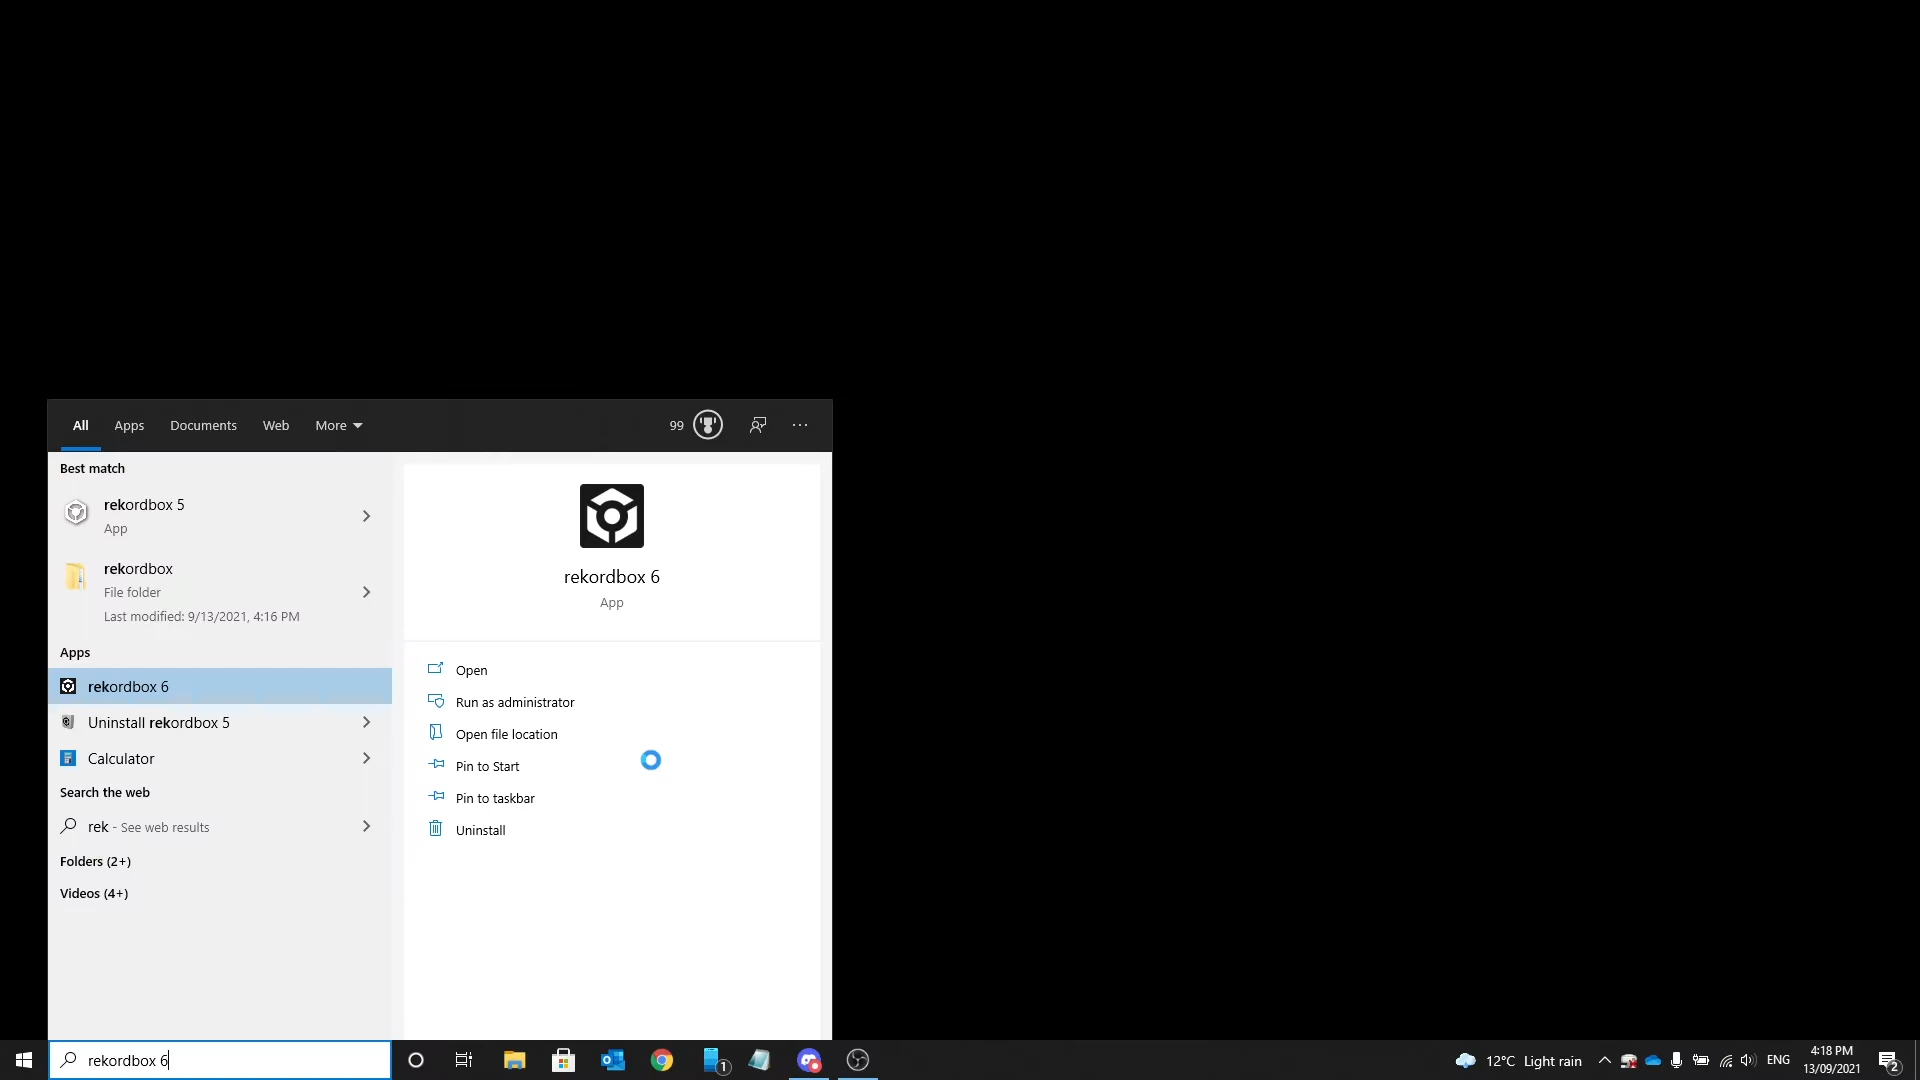 All Apps Documents Web More 99
Best match
rekordbox 5
App
rekordbox
File folder
Last modified: 9/13/2021, 4:16 PM
Apps
rekordbox 6
Uninstall rekordbox 5
Calculator
Search the web
rek - See web results
Folders (2+)
Videos (4+)
rekordbox 6
App
Open
Run as administrator
Open file location
Pin to Start
Pin to taskbar
Uninstall
rekordbox 6
1
12°C Light rain
ENG
4:18 PM
13/09/2021
2